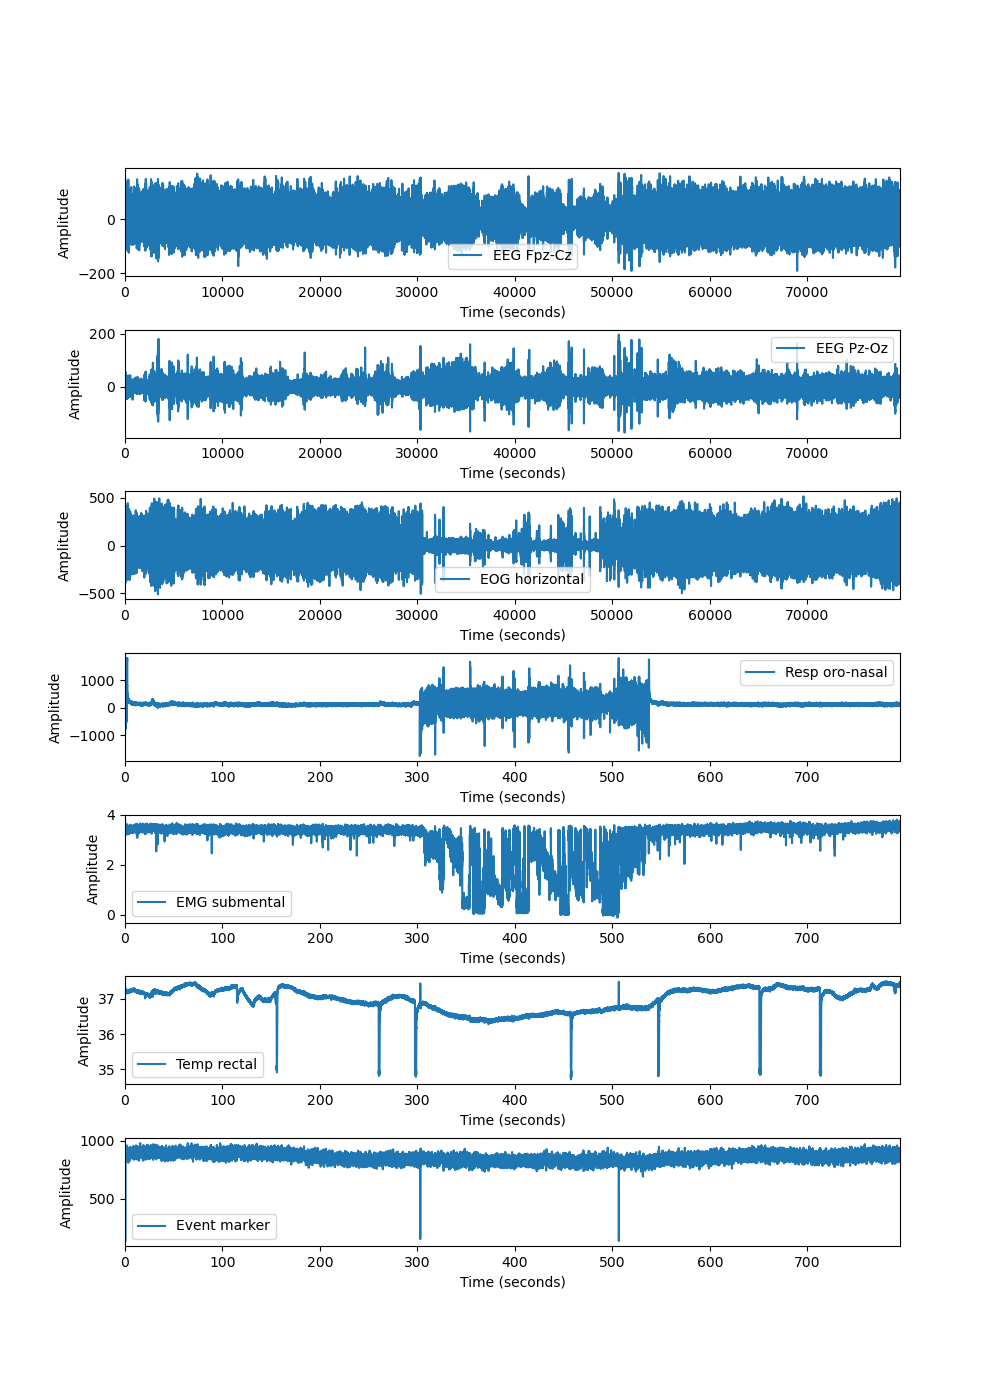 Amplitude
0
−200
EEG Fpz-Cz
0 10000 20000 30000 40000 50000 60000 70000
Time (seconds)
Amplitude
200
0
EEG Pz-Oz
0 10000 20000 30000 40000 50000 60000 70000
Time (seconds)
Amplitude
500
0
−500
EOG horizontal
0 10000 20000 30000 40000 50000 60000 70000
Time (seconds)
Amplitude
1000
0
−1000
Resp oro-nasal
0 100 200 300 400 500 600 700
Time (seconds)
Amplitude
4
2
0
EMG submental
0 100 200 300 400 500 600 700
Time (seconds)
Amplitude
37
36
35
Temp rectal
0 100 200 300 400 500 600 700
Time (seconds)
Amplitude
1000
500
Event marker
0 100 200 300 400 500 600 700
Time (seconds)